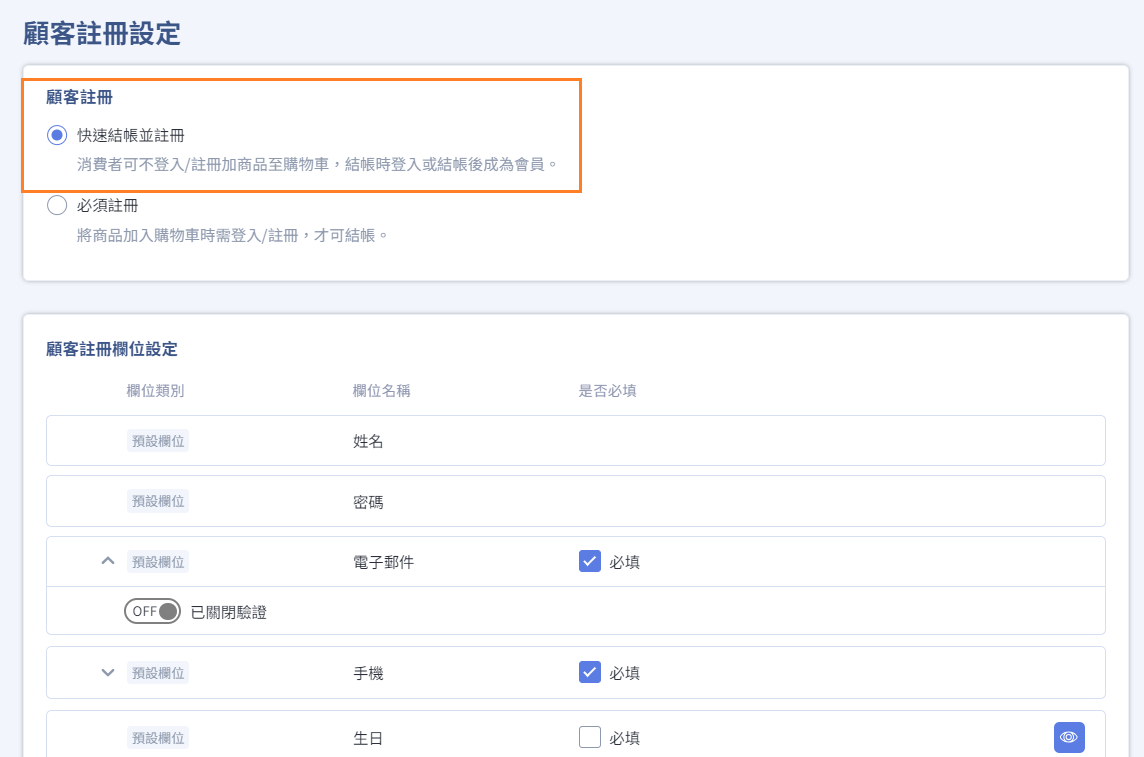 顧客註冊設定
顧客註冊
快速結帳並註冊
消費者可不登入/註冊加商品至購物車，結帳時登入或結帳後成為會員。
必須註冊
將商品加入購物車時需登入/註冊，才可結帳。
顧客註冊欄位設定
欄位類別 欄位名稱 是否必填
預設欄位 姓名
預設欄位 密碼
預設欄位 電子郵件 必填
OFF 已關閉驗證
預設欄位 手機 必填
預設欄位 生日 必填